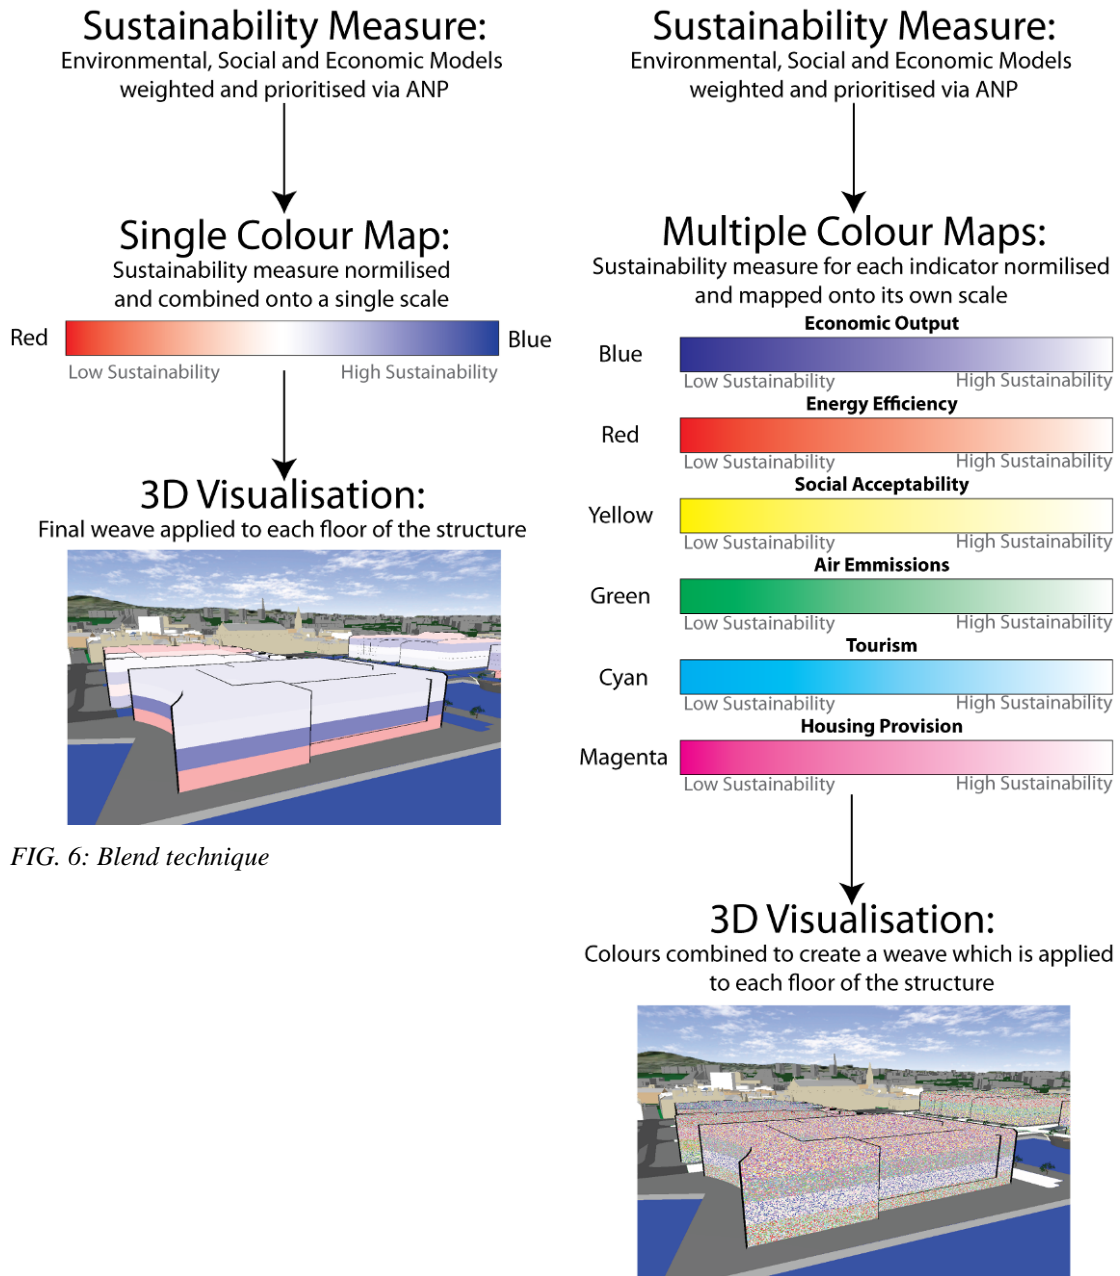 Sustainability Measure:
Environmental, Social and Economic Models
weighted and prioritised via ANP
Single Colour Map:
Sustainability measure normilised
and combined onto a single scale
Red
Blue
Low Sustainability
High Sustainability
3D Visualisation:
Final weave applied to each floor of the structure
FIG. 6: Blend technique
Sustainability Measure:
Environmental, Social and Economic Models
weighted and prioritised via ANP
Multiple Colour Maps:
Sustainability measure for each indicator normilised
and mapped onto its own scale
Economic Output
Blue
Low Sustainability
High Sustainability
Energy Efficiency
Red
Low Sustainability
High Sustainability
Social Acceptability
Yellow
Low Sustainability
High Sustainability
Air Emmissions
Green
Low Sustainability
High Sustainability
Tourism
Cyan
Low Sustainability
High Sustainability
Housing Provision
Magenta
Low Sustainability
High Sustainability
3D Visualisation:
Colours combined to create a weave which is applied
to each floor of the structure